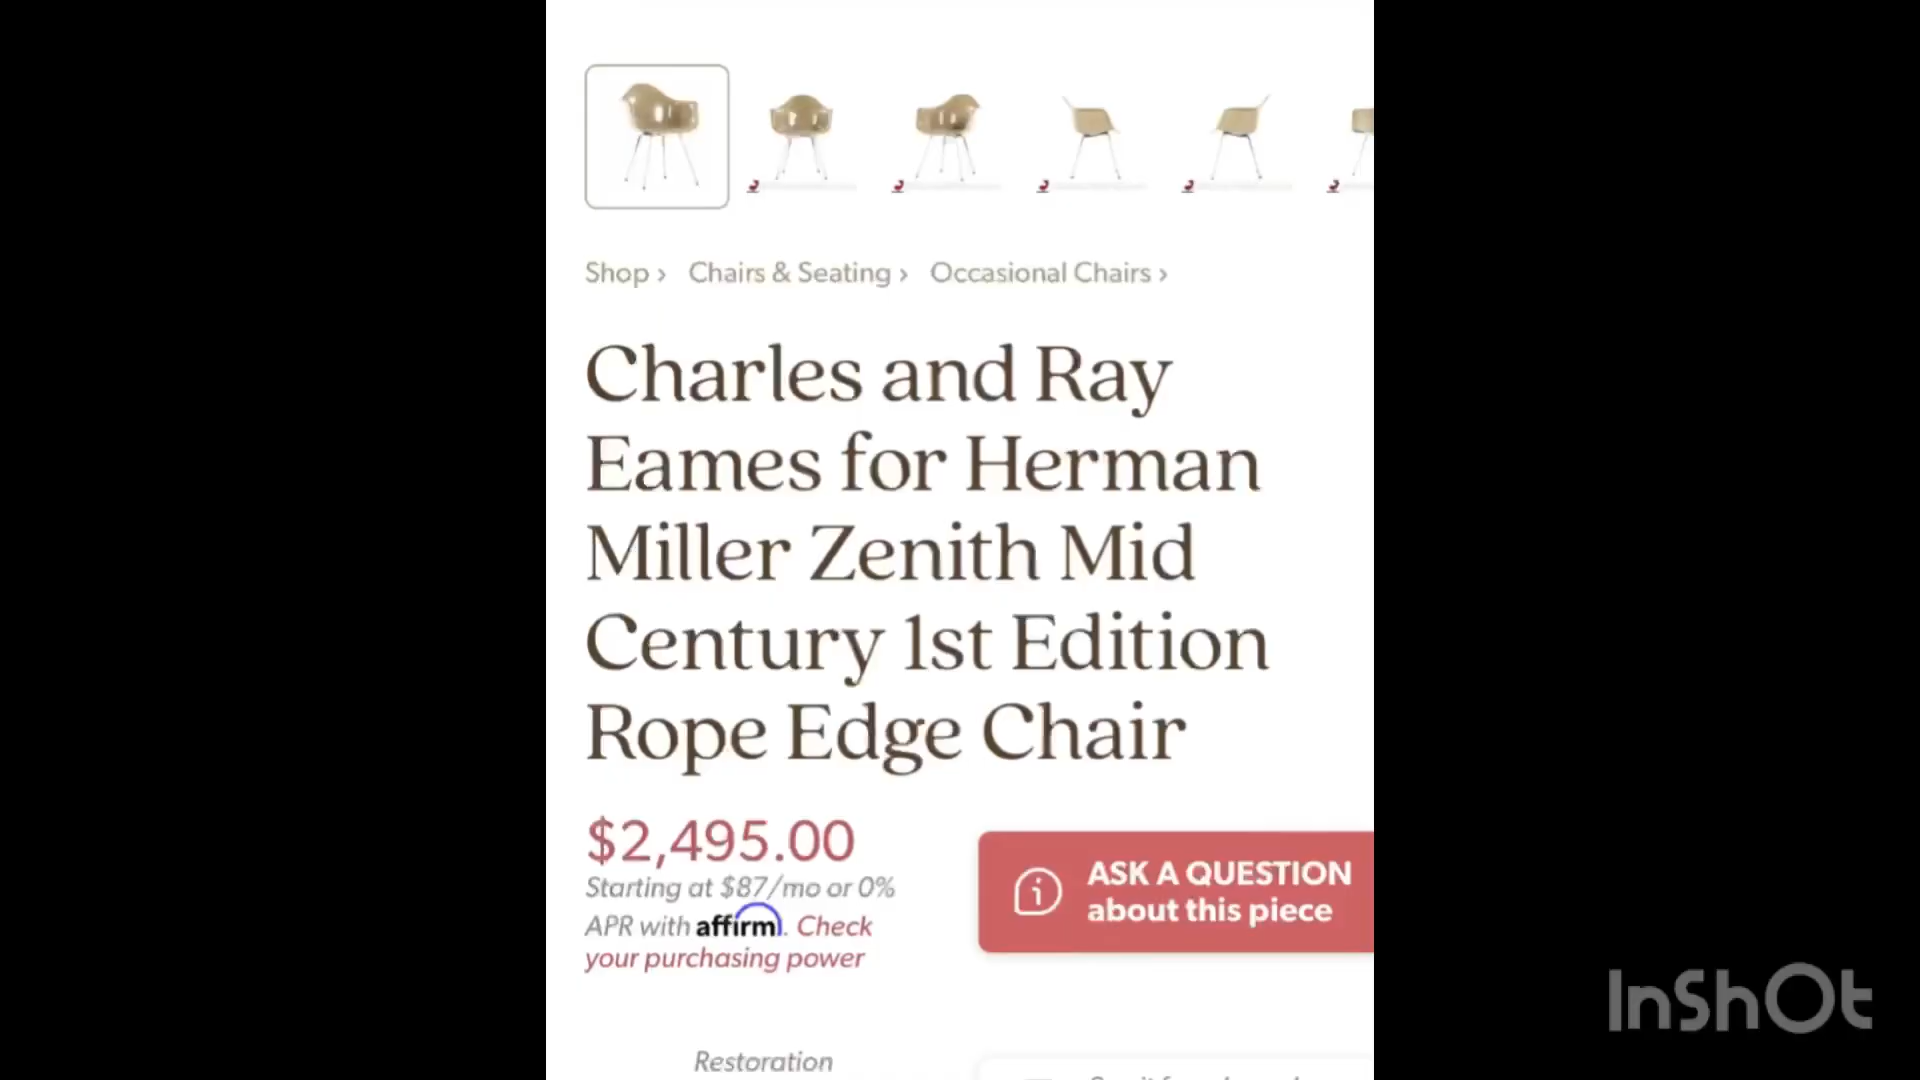 Shop › Chairs & Seating › Occasional Chairs ›
Charles and Ray
Eames for Herman
Miller Zenith Mid
Century 1st Edition
Rope Edge Chair
$2,495.00
Starting at $87/mo or 0%
APR with affirm. Check
your purchasing power
ASK A QUESTION
about this piece
Restoration
InShOt